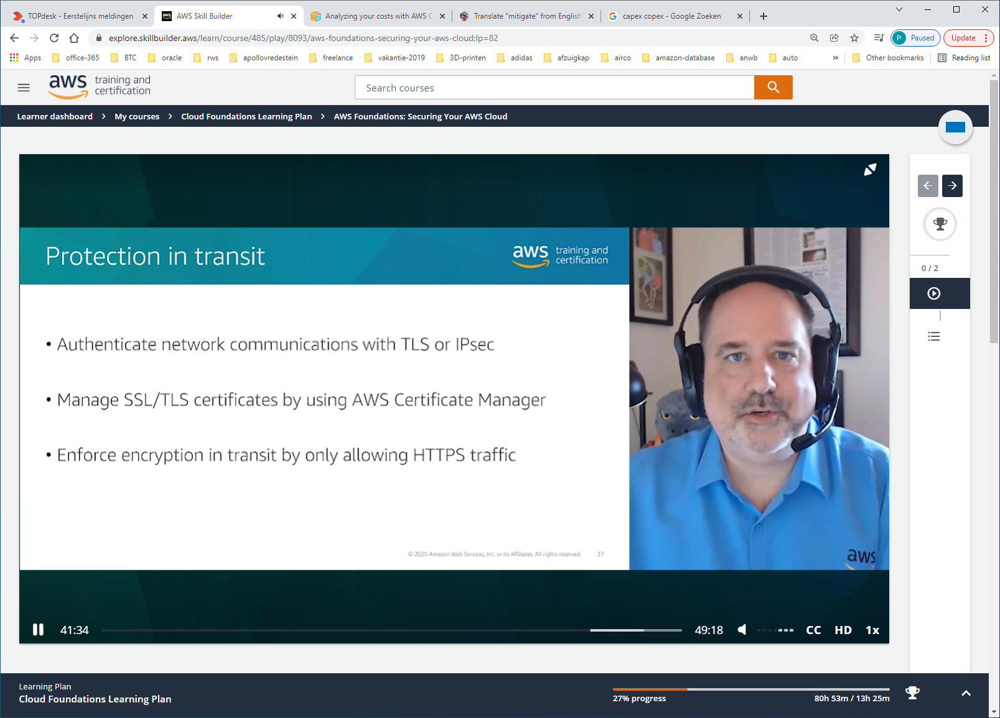 TOPdesk - Eerstelijns meldingen
AWS Skill Builder
Analyzing your costs with AWS C
Translate "mitigate" from English
capex copex - Google Zoeken
explore.skillbuilder.aws/learn/course/485/play/8093/aws-foundations-securing-your-aws-cloud;lp=82
P Paused
Update
Apps office-365 BTC oracle rws apollovredestein freelance vakantie-2019 3D-printen adidas afzuigkap airco amazon-database anwb auto » Other bookmarks Reading list
aws training and certification
Search courses
Learner dashboard > My courses > Cloud Foundations Learning Plan > AWS Foundations: Securing Your AWS Cloud
Protection in transit
aws training and certification
• Authenticate network communications with TLS or IPsec
• Manage SSL/TLS certificates by using AWS Certificate Manager
• Enforce encryption in transit by only allowing HTTPS traffic
© 2020 Amazon Web Services, Inc. or its Affiliates. All rights reserved. 27
aws
0 / 2
41:34
49:18
CC HD 1x
Learning Plan
Cloud Foundations Learning Plan
27% progress
80h 53m / 13h 25m